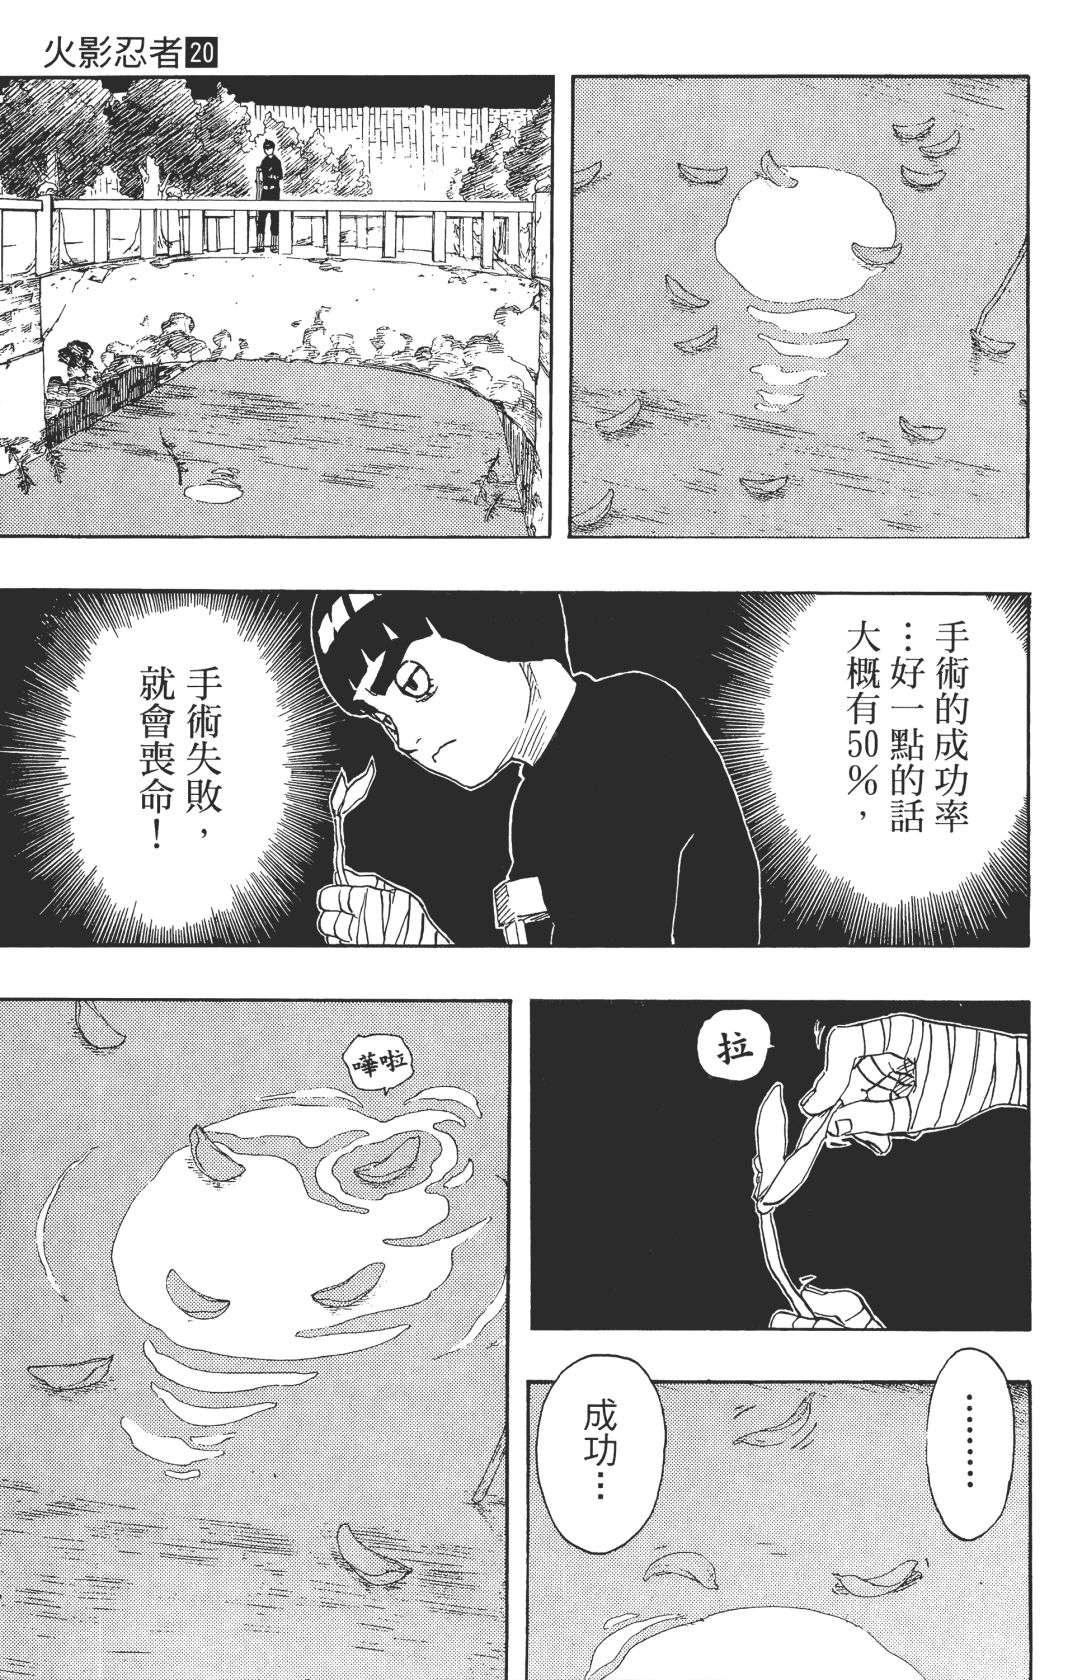 火影忍者20
手術的成功率
…好一點的話
大概有50%，
手術失敗，
就會喪命！
拉
………
成功…
嘩啦